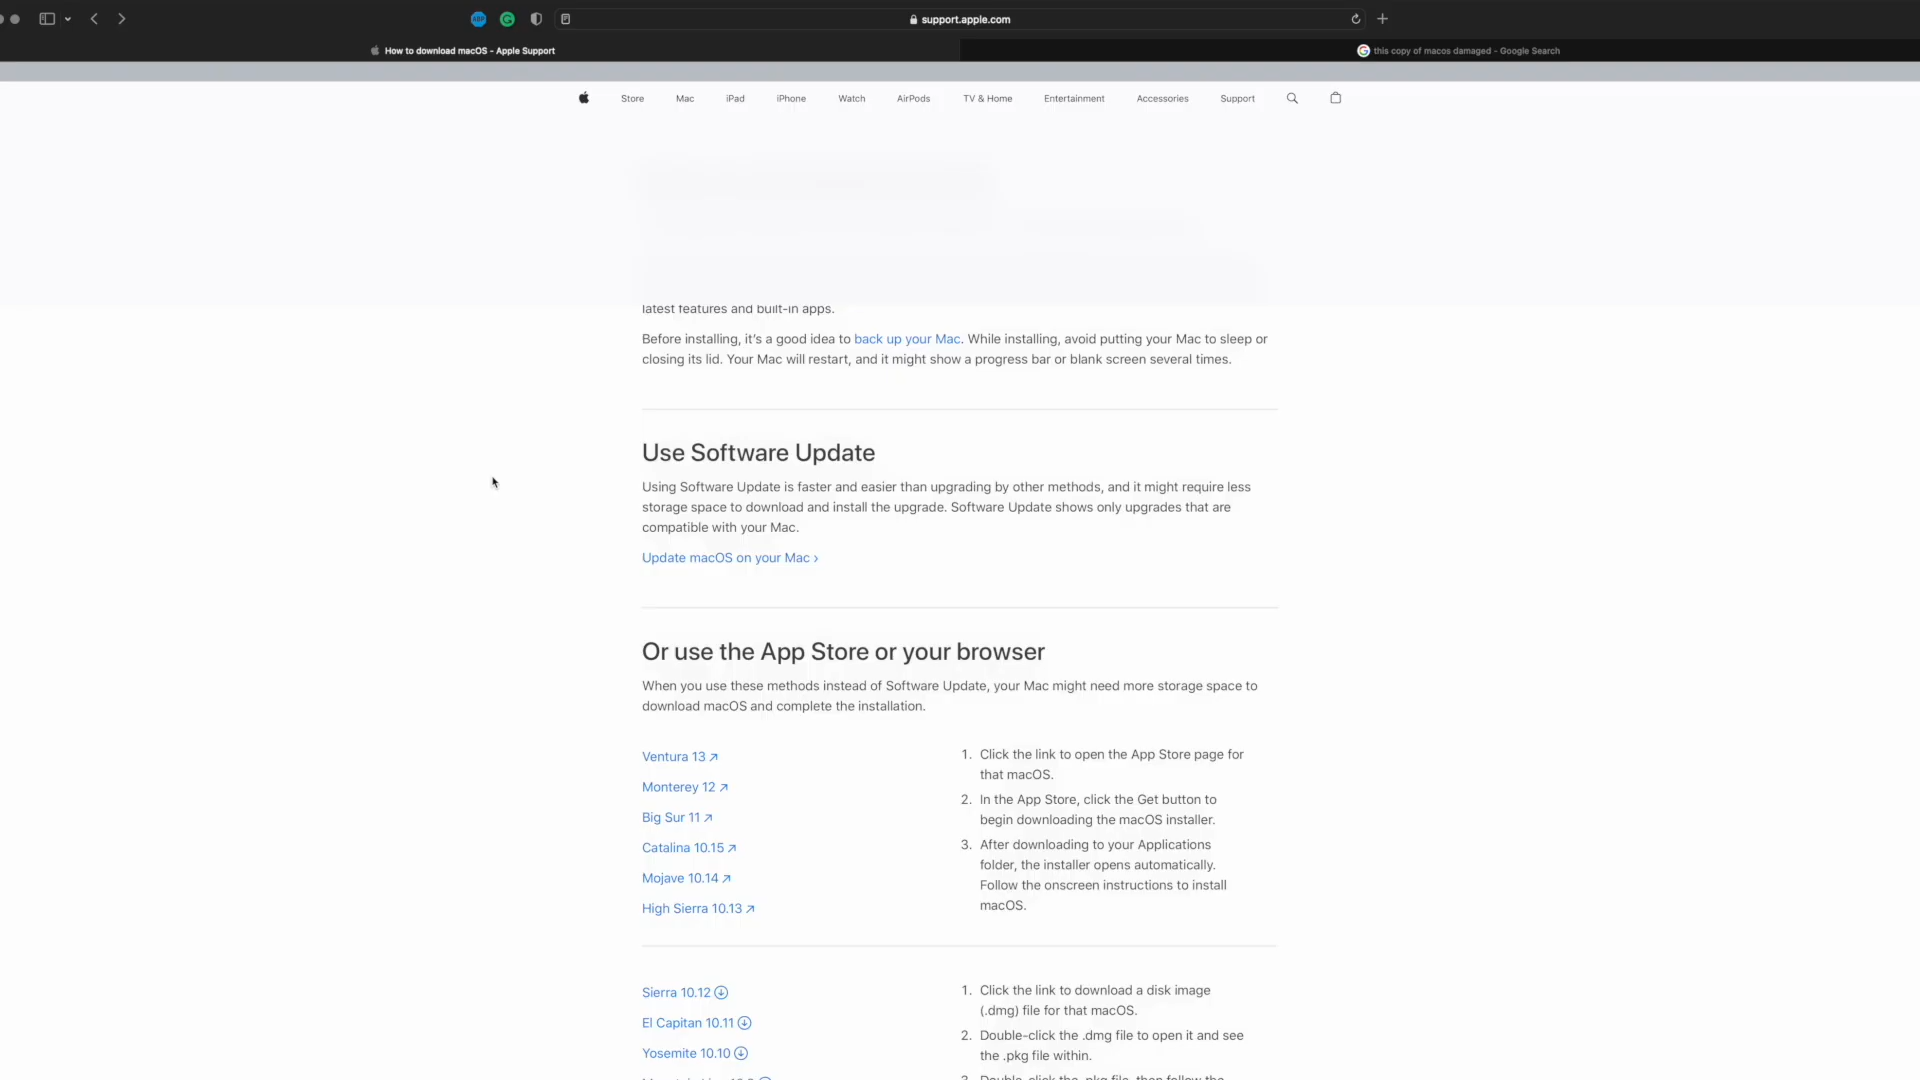 ABP
support.apple.com
How to download macOS - Apple Support
this copy of macos damaged - Google Search
Store Mac iPad iPhone Watch AirPods TV & Home Entertainment Accessories Support
latest features and built-in apps.
Before installing, it's a good idea to back up your Mac. While installing, avoid putting your Mac to sleep or
closing its lid. Your Mac will restart, and it might show a progress bar or blank screen several times.
Use Software Update
Using Software Update is faster and easier than upgrading by other methods, and it might require less
storage space to download and install the upgrade. Software Update shows only upgrades that are
compatible with your Mac.
Update macOS on your Mac ›
Or use the App Store or your browser
When you use these methods instead of Software Update, your Mac might need more storage space to
download macOS and complete the installation.
Ventura 13 ↗
Monterey 12 ↗
Big Sur 11 ↗
Catalina 10.15 ↗
Mojave 10.14 ↗
High Sierra 10.13 ↗
1. Click the link to open the App Store page for
that macOS.
2. In the App Store, click the Get button to
begin downloading the macOS installer.
3. After downloading to your Applications
folder, the installer opens automatically.
Follow the onscreen instructions to install
macOS.
Sierra 10.12
El Capitan 10.11
Yosemite 10.10
1. Click the link to download a disk image
(.dmg) file for that macOS.
2. Double-click the .dmg file to open it and see
the .pkg file within.
3. Double-click the .pkg file, then follow the